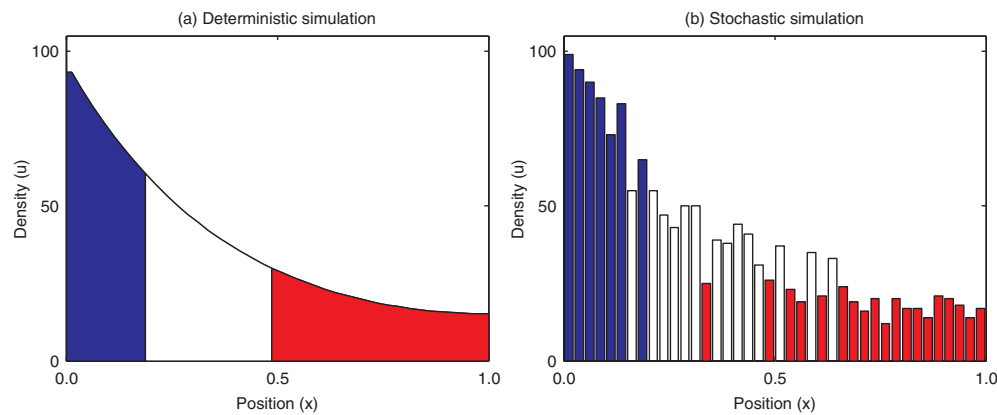 (a) Deterministic simulation
100
50
0
Density (u)
0.0
0.5
1.0
Position (x)
(b) Stochastic simulation
100
50
0
Density (u)
0.0
0.5
1.0
Position (x)